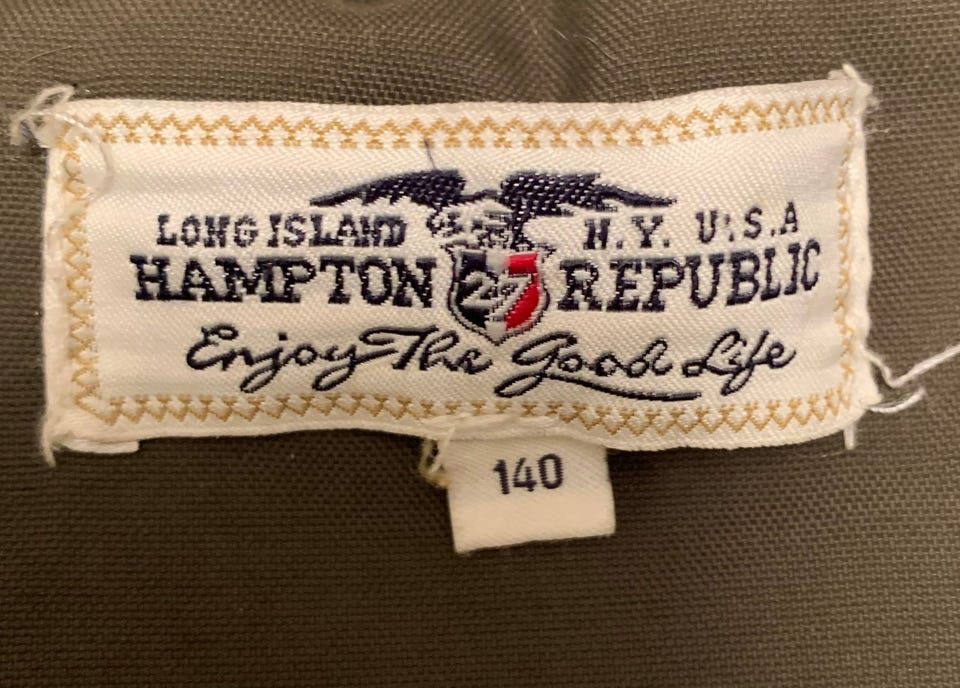 LONG ISLAND N.Y. U.S.A
HAMPTON 27 REPUBLIC
Enjoy The Good Life
140